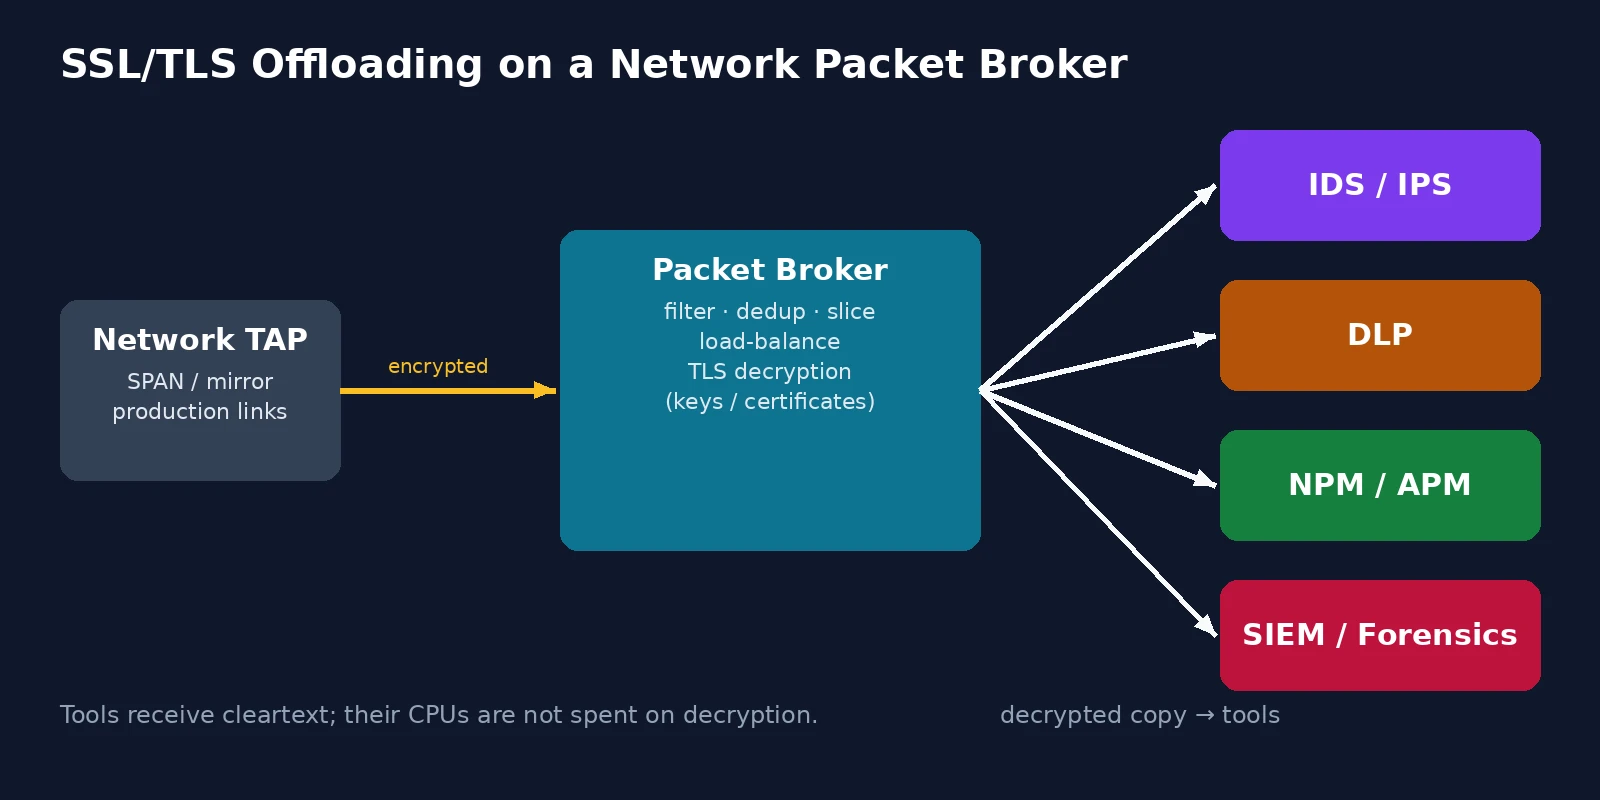 SSL/TLS Offloading on a Network Packet Broker
Network TAP
SPAN / mirror
production links
encrypted
Packet Broker
filter · dedup · slice
load-balance
TLS decryption
(keys / certificates)
IDS / IPS
DLP
NPM / APM
SIEM / Forensics
Tools receive cleartext; their CPUs are not spent on decryption.
decrypted copy → tools